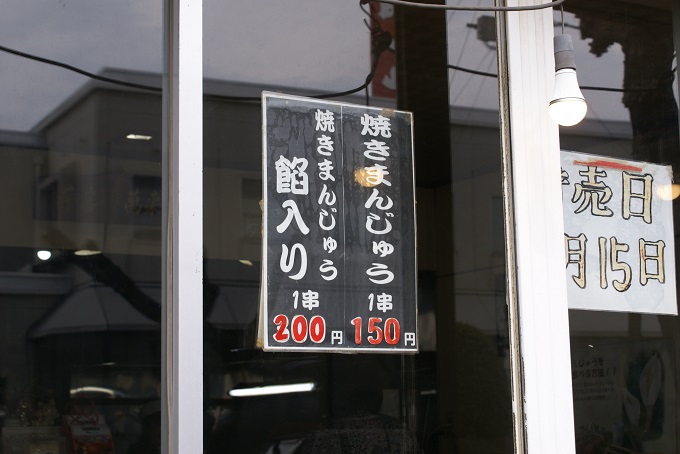 焼きまんじゅう
1串
150円
焼きまんじゅう
餡入り
1串
200円
売日
月15日